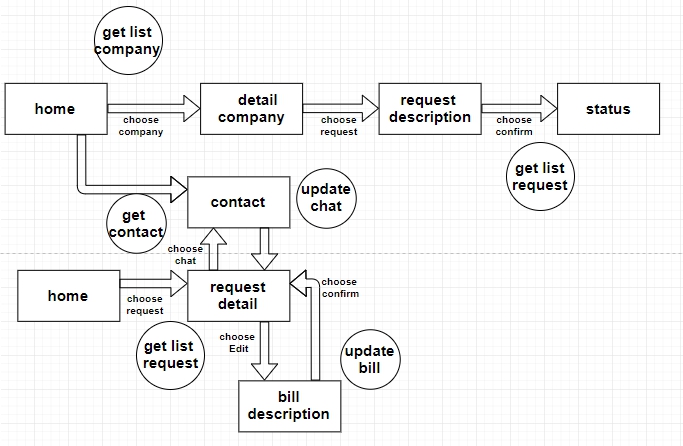 get list
company
home
detail
company
request
description
status
choose
company
choose
request
choose
confirm
get list
request
contact
update
chat
get
contact
choose
chat
home
choose
request
request
detail
choose
confirm
get list
request
choose
Edit
update
bill
bill
description